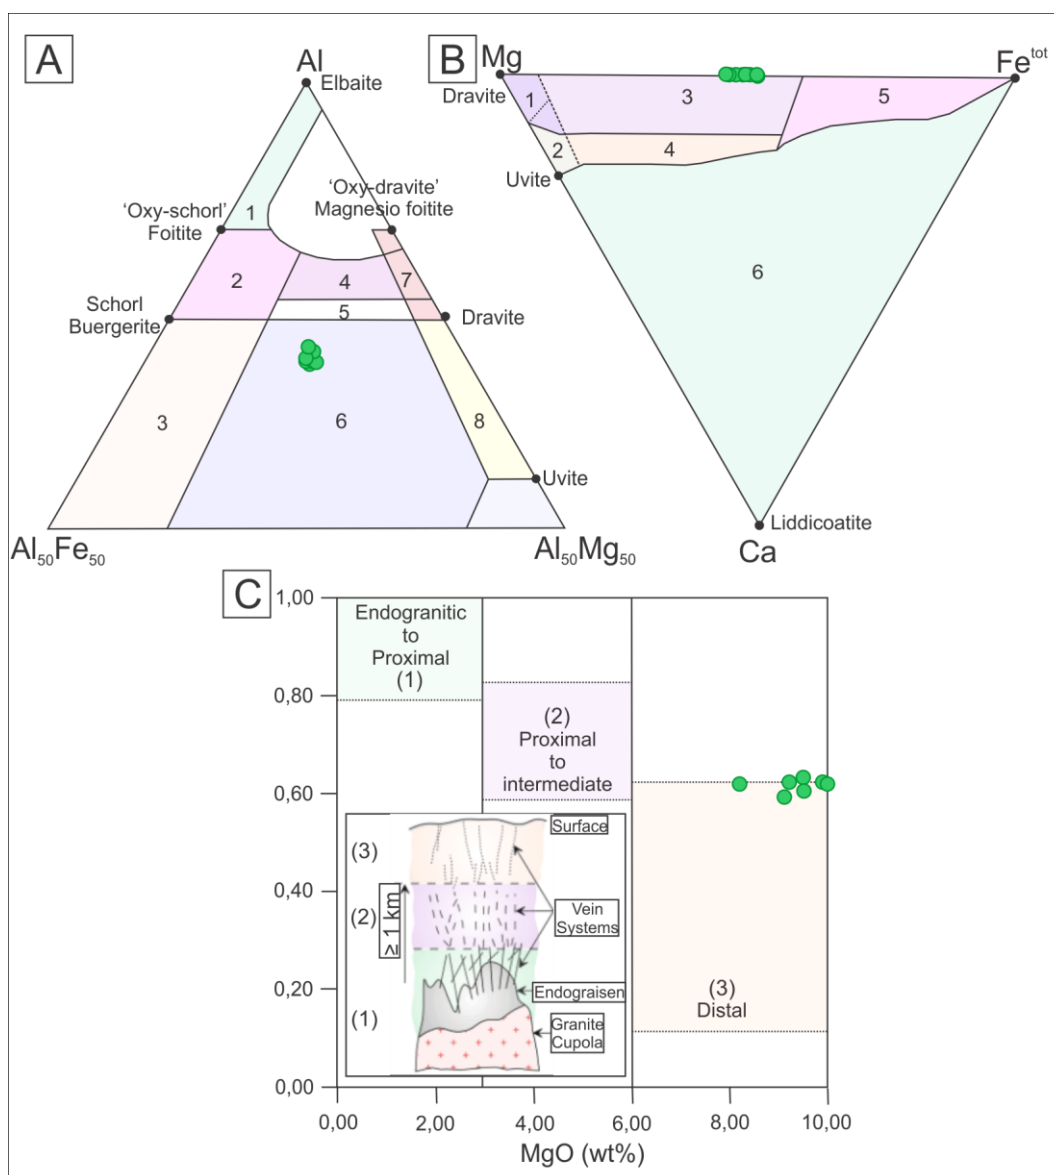 A
Al
Elbaite
'Oxy-dravite'
Magnesio foitite
'Oxy-schorl'
Foitite
1
2
4
7
Schorl
Buergerite
5
Dravite
3
6
8
Uvite
Al50Fe50
Al50Mg50
B
Mg
Fe^tot
Dravite
1
3
5
2
4
Uvite
6
Liddicoatite
Ca
C
1,00
0,80
0,60
0,40
0,20
0,00
Endogranitic
to
Proximal
(1)
(2)
Proximal
to
intermediate
(3)
Distal
Surface
(3)
(2)
≥ 1 km
Vein
Systems
Endograisen
(1)
Granite
Cupola
0,00
2,00
4,00
6,00
8,00
10,00
MgO (wt%)